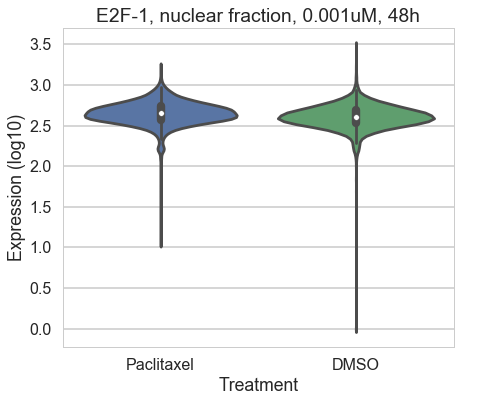 E2F-1, nuclear fraction, 0.001uM, 48h
Expression (log10)
3.5
3.0
2.5
2.0
1.5
1.0
0.5
0.0
Paclitaxel DMSO
Treatment